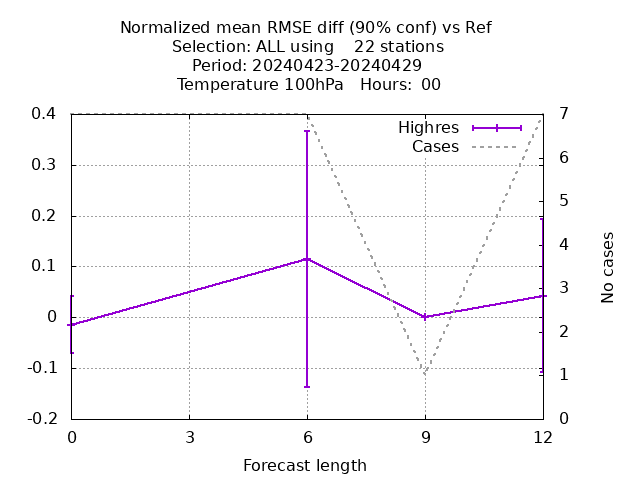 Normalized mean RMSE diff (90% conf) vs Ref
Selection: ALL using 22 stations
Period: 20240423-20240429
Temperature 100hPa Hours: 00
Highres
Cases
0.4
0.3
0.2
0.1
0
-0.1
-0.2
7
6
5
4
3
2
1
0
No cases
0 3 6 9 12
Forecast length